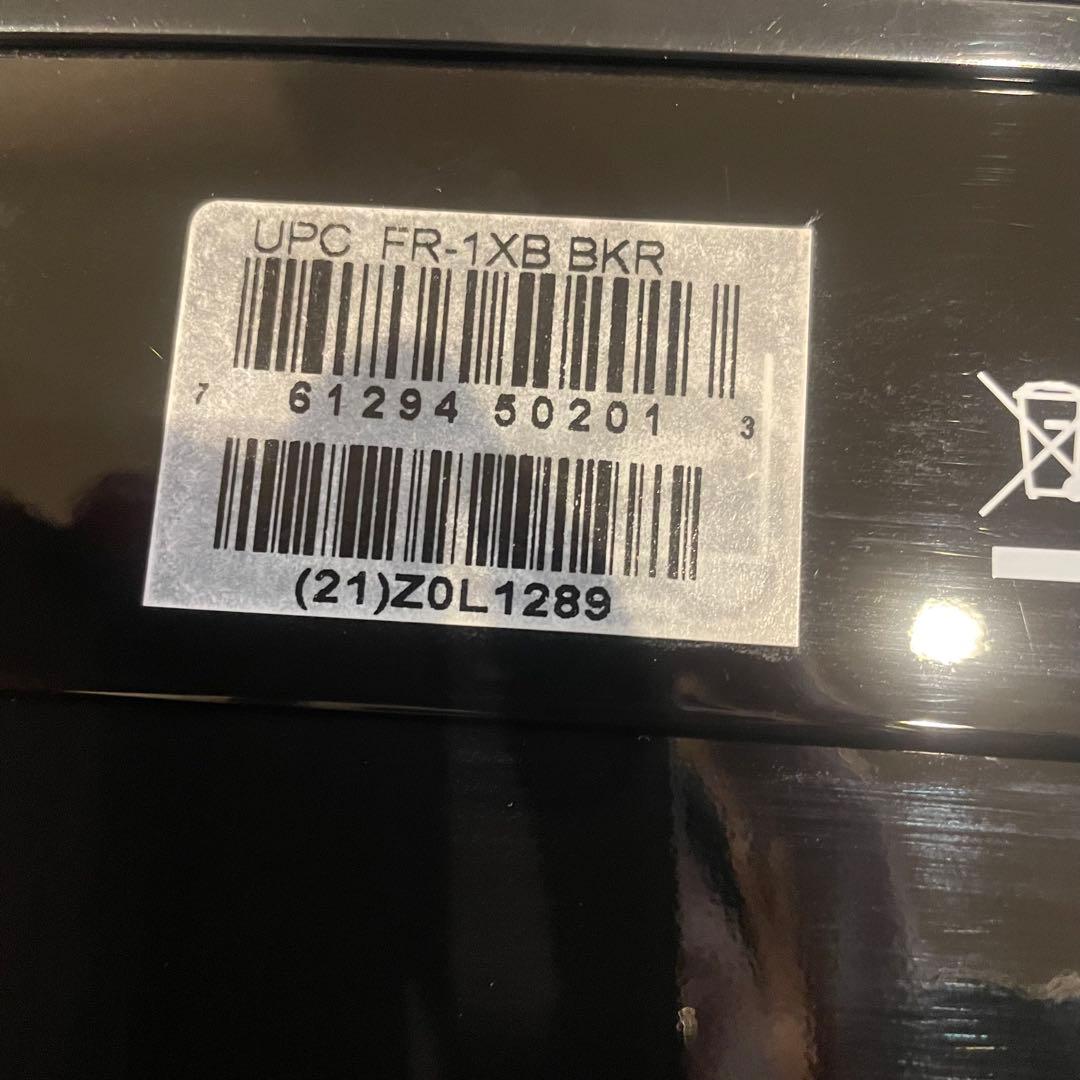 UPC FR-1XB BKR
7 61294 50201 3
(21)Z0L1289